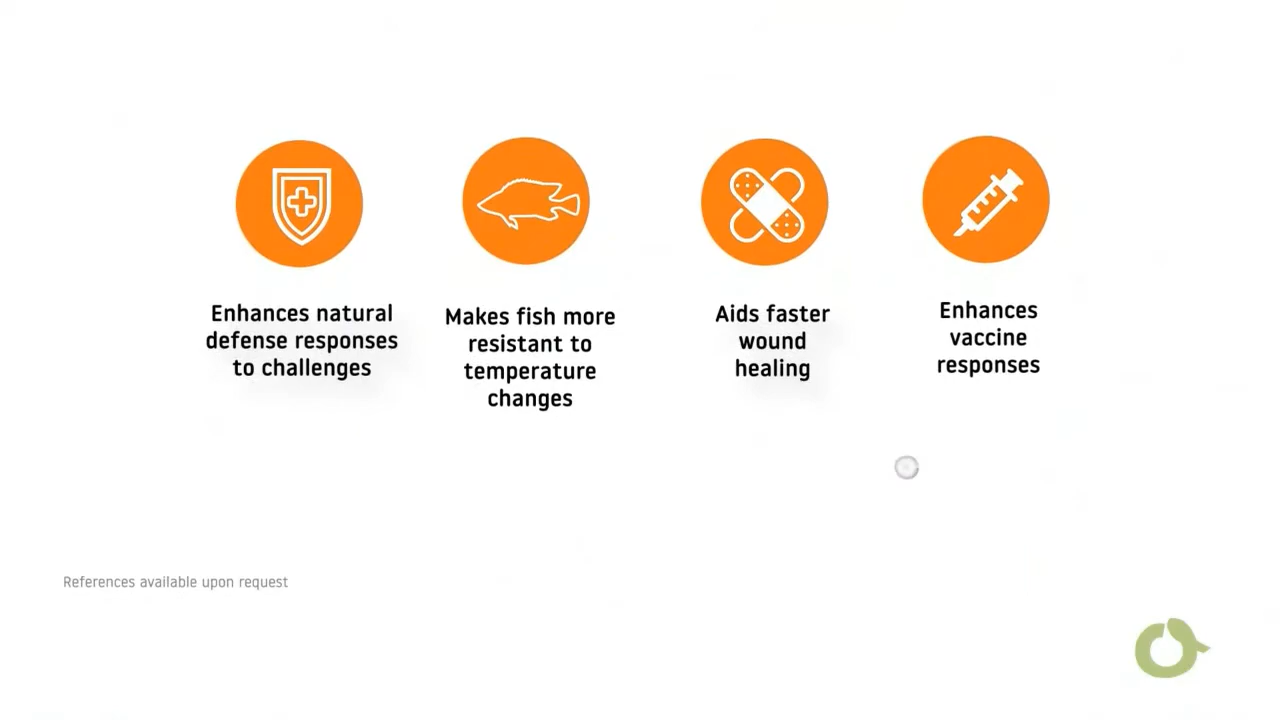 Enhances natural
defense responses
to challenges
Makes fish more
resistant to
temperature
changes
Aids faster
wound
healing
Enhances
vaccine
responses
References available upon request